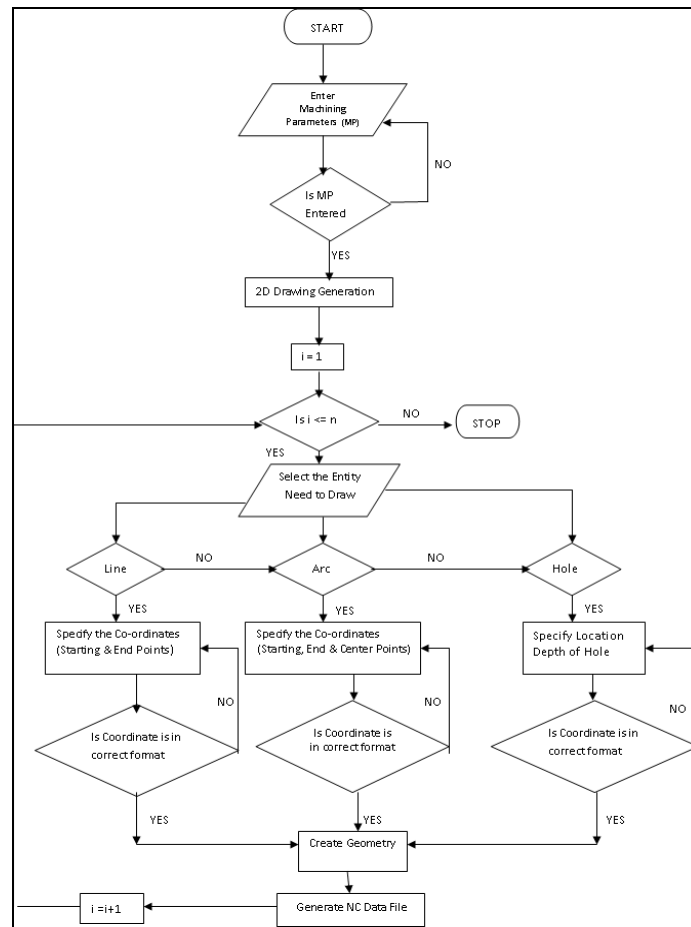 START
Enter
Machining
Parameters (MP)
NO
Is MP
Entered
YES
2D Drawing Generation
i = 1
Is i <= n
NO
STOP
YES
Select the Entity
Need to Draw
Line
NO
Arc
NO
Hole
YES
YES
YES
Specify the Co-ordinates
(Starting & End Points)
Specify the Co-ordinates
(Starting, End & Center Points)
Specify Location
Depth of Hole
NO
NO
NO
Is Coordinate is in
correct format
Is Coordinate is
in correct format
Is Coordinate is in
correct format
YES
YES
YES
Create Geometry
i =i+1
Generate NC Data File